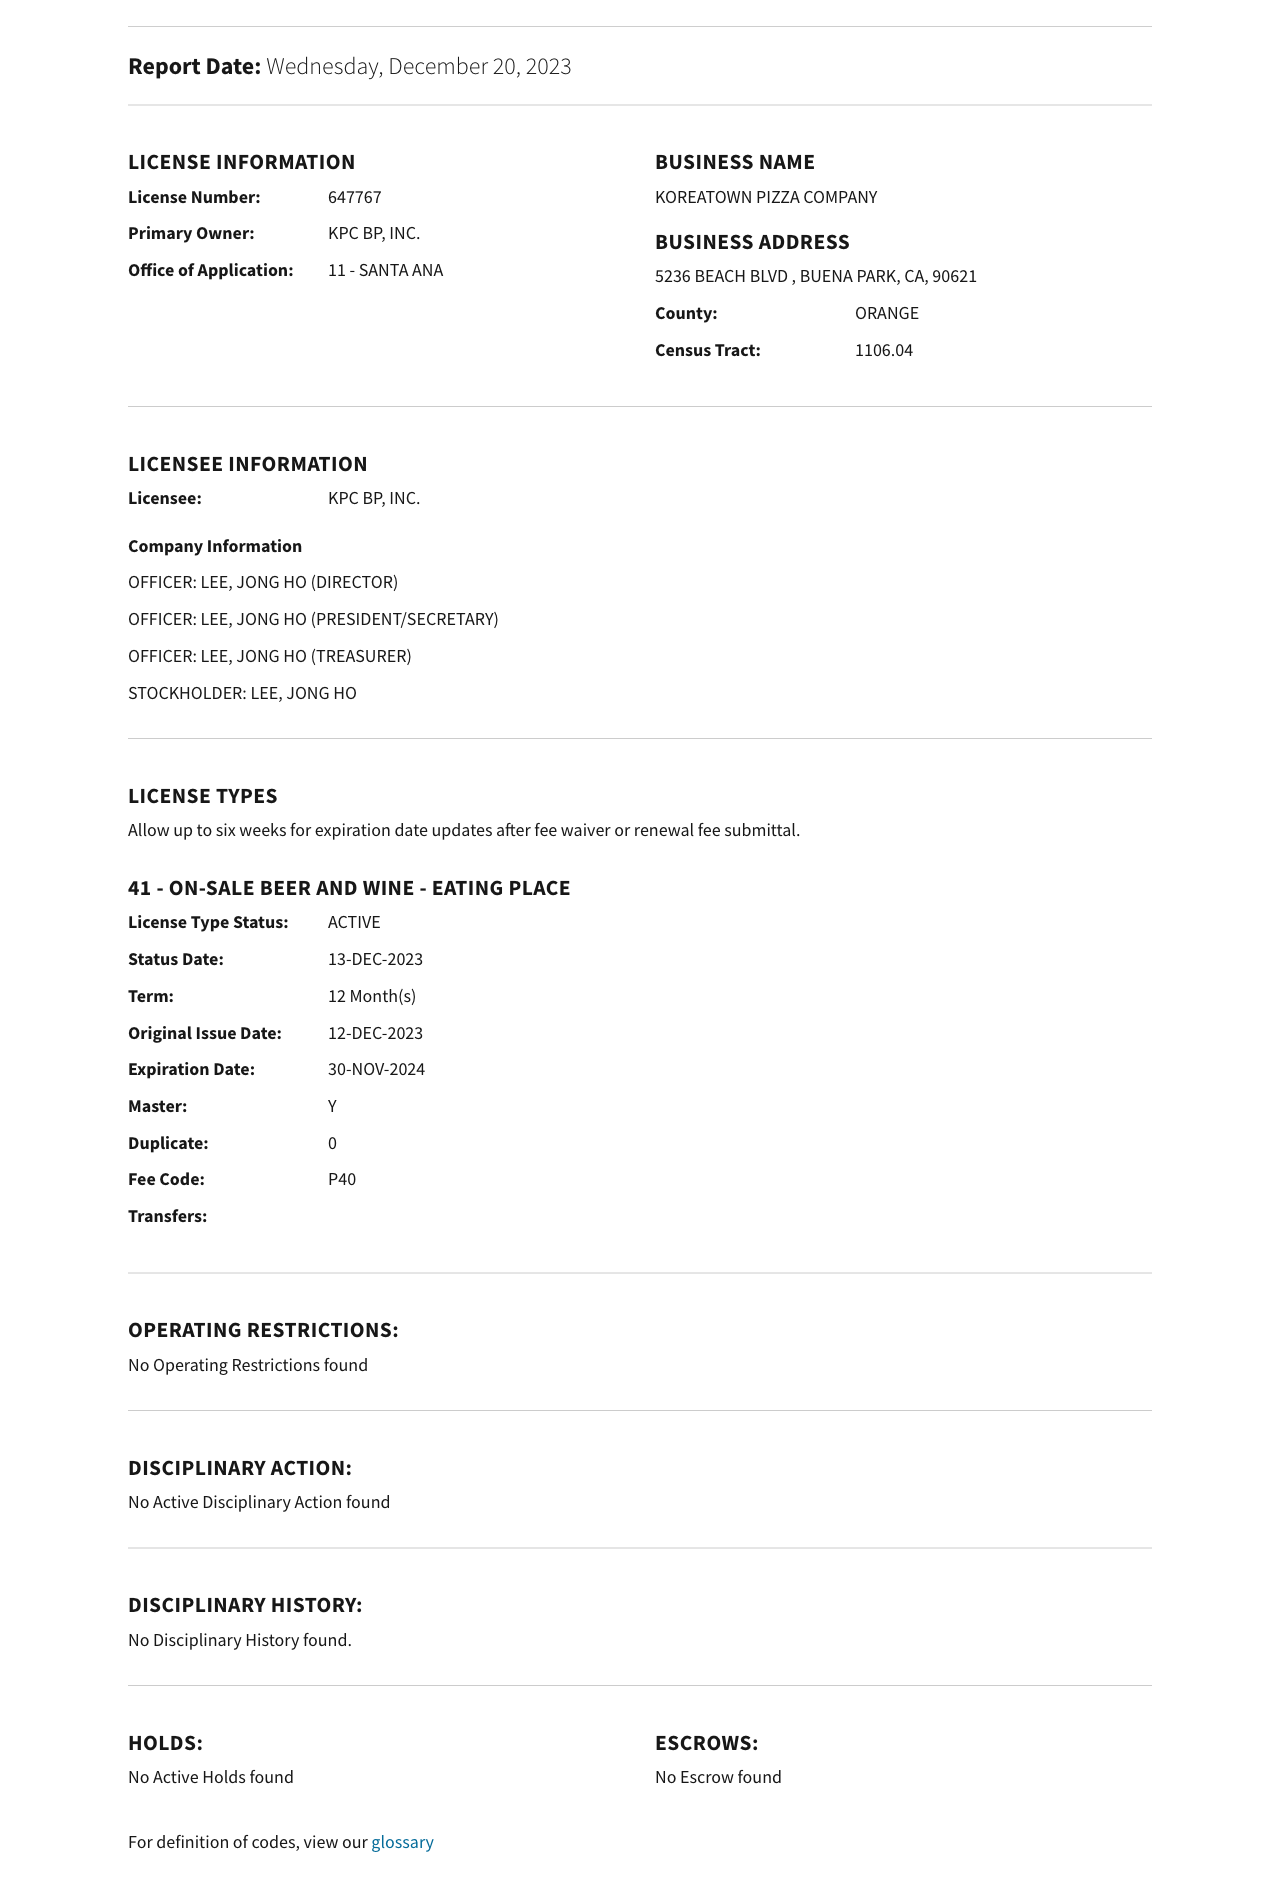 Report Date: Wednesday, December 20, 2023
LICENSE INFORMATION
License Number: 647767
Primary Owner: KPC BP, INC.
Office of Application: 11 - SANTA ANA
BUSINESS NAME
KOREATOWN PIZZA COMPANY
BUSINESS ADDRESS
5236 BEACH BLVD , BUENA PARK, CA, 90621
County: ORANGE
Census Tract: 1106.04
LICENSEE INFORMATION
Licensee: KPC BP, INC.
Company Information
OFFICER: LEE, JONG HO (DIRECTOR)
OFFICER: LEE, JONG HO (PRESIDENT/SECRETARY)
OFFICER: LEE, JONG HO (TREASURER)
STOCKHOLDER: LEE, JONG HO
LICENSE TYPES
Allow up to six weeks for expiration date updates after fee waiver or renewal fee submittal.
41 - ON-SALE BEER AND WINE - EATING PLACE
License Type Status: ACTIVE
Status Date: 13-DEC-2023
Term: 12 Month(s)
Original Issue Date: 12-DEC-2023
Expiration Date: 30-NOV-2024
Master: Y
Duplicate: 0
Fee Code: P40
Transfers:
OPERATING RESTRICTIONS:
No Operating Restrictions found
DISCIPLINARY ACTION:
No Active Disciplinary Action found
DISCIPLINARY HISTORY:
No Disciplinary History found.
HOLDS:
No Active Holds found
ESCROWS:
No Escrow found
For definition of codes, view our glossary